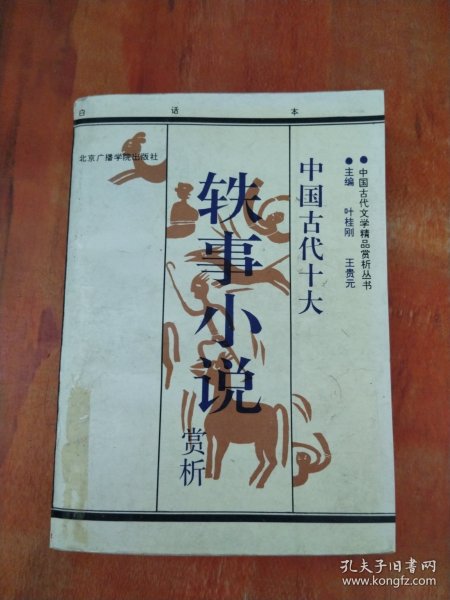 白话本
北京广播学院出版社
●中国古代文学精品赏析丛书
●主编 叶桂刚 王贵元
中国古代十大
轶事小说
赏析
孔夫子旧书网
www.kongfz.com